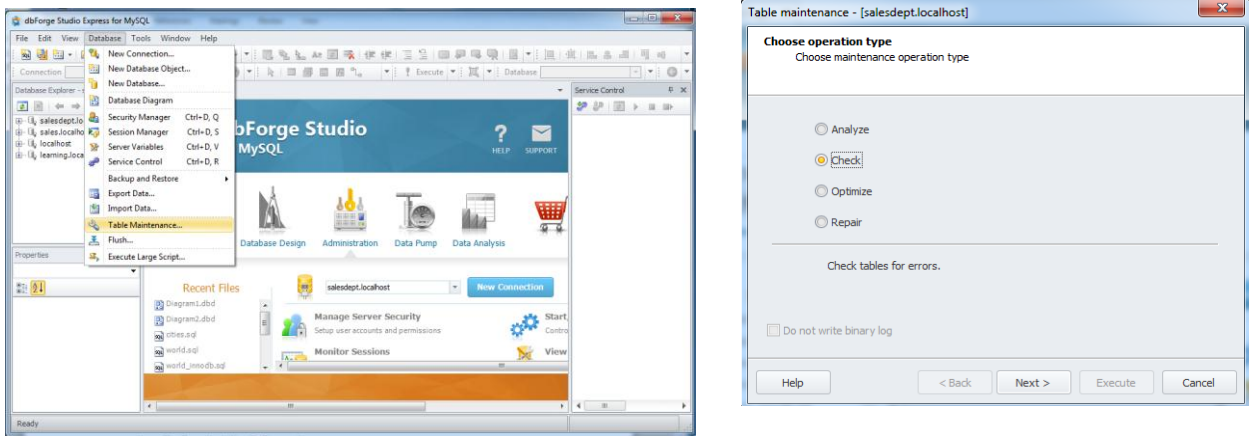 dbForge Studio Express for MySQL
File Edit View Database Tools Window Help
New Connection...
New Database Object...
New Database...
Database Diagram
Security Manager Ctrl+D, Q
Session Manager Ctrl+D, S
Server Variables Ctrl+D, V
Service Control Ctrl+D, R
Backup and Restore
Export Data...
Import Data...
Table Maintenance...
Flush...
Execute Large Script...
Connection
Execute
Database
Database Explorer - s
salesdept.lo
sales.localho
localhost
learning.loca
Properties
bForge Studio
MySQL
HELP SUPPORT
Database Design Administration Data Pump Data Analysis
Recent Files
Diagram1.dbd
Diagram2.dbd
cities.sql
world.sql
world_innodb.sql
salesdept.localhost
New Connection
Manage Server Security
Setup user accounts and permissions
Monitor Sessions
Start,
Contro
View
Service Control
Ready
Table maintenance - [salesdept.localhost]
Choose operation type
Choose maintenance operation type
Analyze
Check
Optimize
Repair
Check tables for errors.
Do not write binary log
Help < Back Next > Execute Cancel